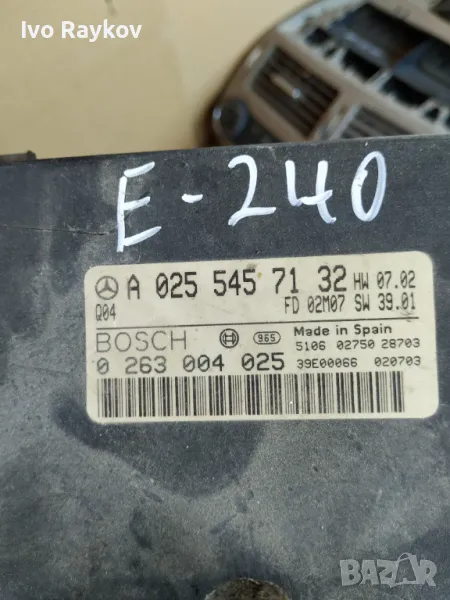 Ivo Raykov
E-240
A 025 545 71 32 HW 07.02
Q04 FD 02M07 SW 39.01
BOSCH 965 Made in Spain
5106 02750 28703
0 263 004 025 39E00066 020703
BAZAR